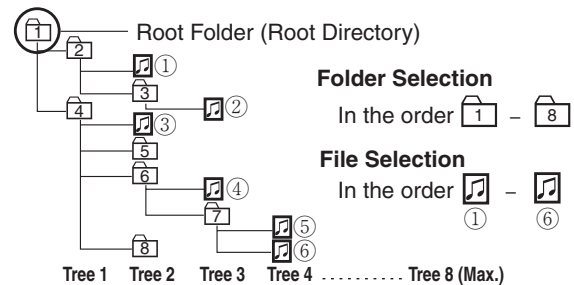 1 Root Folder (Root Directory)
2
①
3
②
4
③
5
6
④
7
⑤
⑥
8
Folder Selection
In the order 1 – 8
File Selection
In the order –
① ⑥
Tree 1 Tree 2 Tree 3 Tree 4 .......... Tree 8 (Max.)